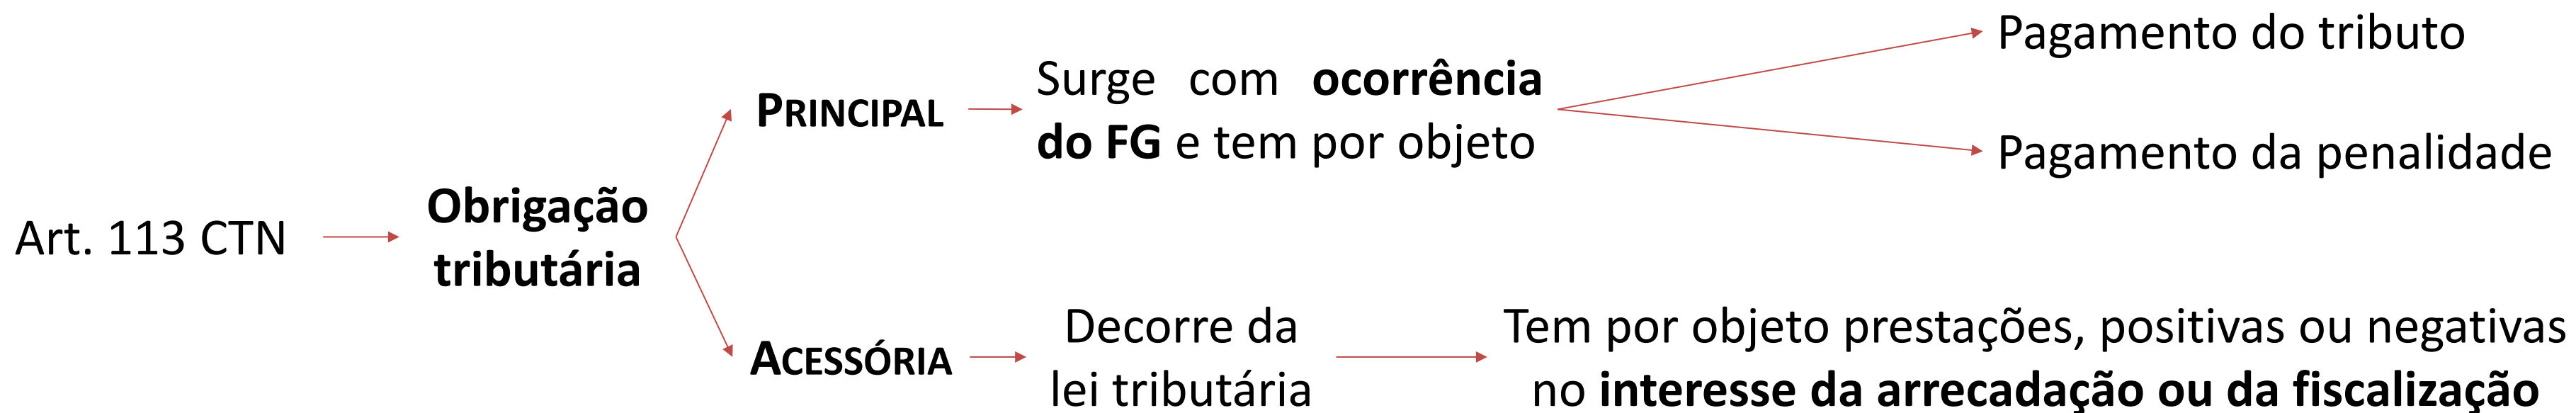 Art. 113 CTN
Obrigação
tributária
PRINCIPAL
Surge com ocorrência
do FG e tem por objeto
Pagamento do tributo
Pagamento da penalidade
ACESSÓRIA
Decorre da
lei tributária
Tem por objeto prestações, positivas ou negativas
no interesse da arrecadação ou da fiscalização